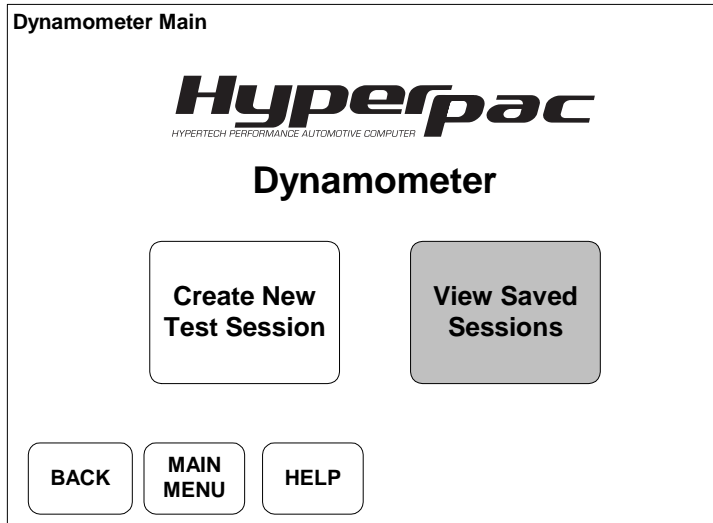 Dynamometer Main
Hyperpac
HYPERTECH PERFORMANCE AUTOMOTIVE COMPUTER
Dynamometer
Create New
Test Session
View Saved
Sessions
BACK
MAIN
MENU
HELP